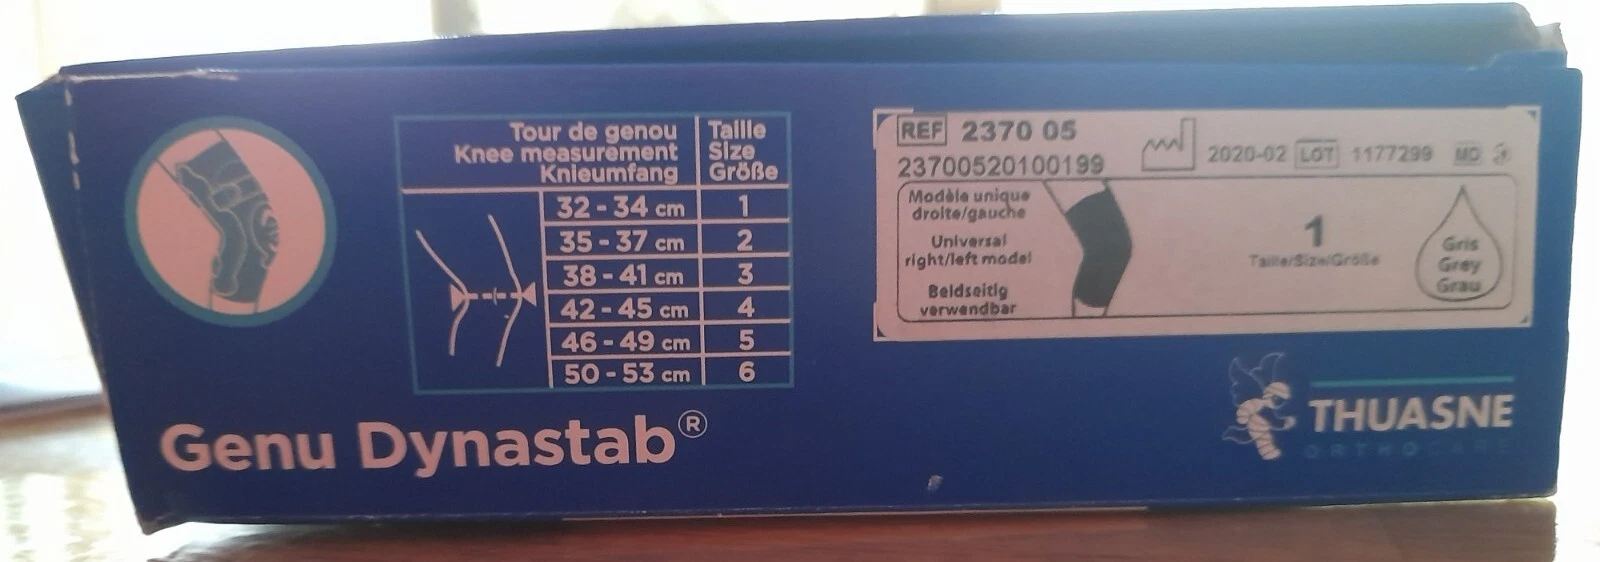 Tour de genou
Knee measurement
Knieumfang
Taille
Size
Größe
32 - 34 cm 1
35 - 37 cm 2
38 - 41 cm 3
42 - 45 cm 4
46 - 49 cm 5
50 - 53 cm 6
Genu Dynastab®
REF 2370 05
23700520100199
2020-02 LOT 1177299 MD
Modèle unique
droite/gauche
Universal
right/left model
Beidseitig
verwendbar
1
Taille/Size/Größe
Gris
Grey
Grau
THUASNE
ORTHOCARE